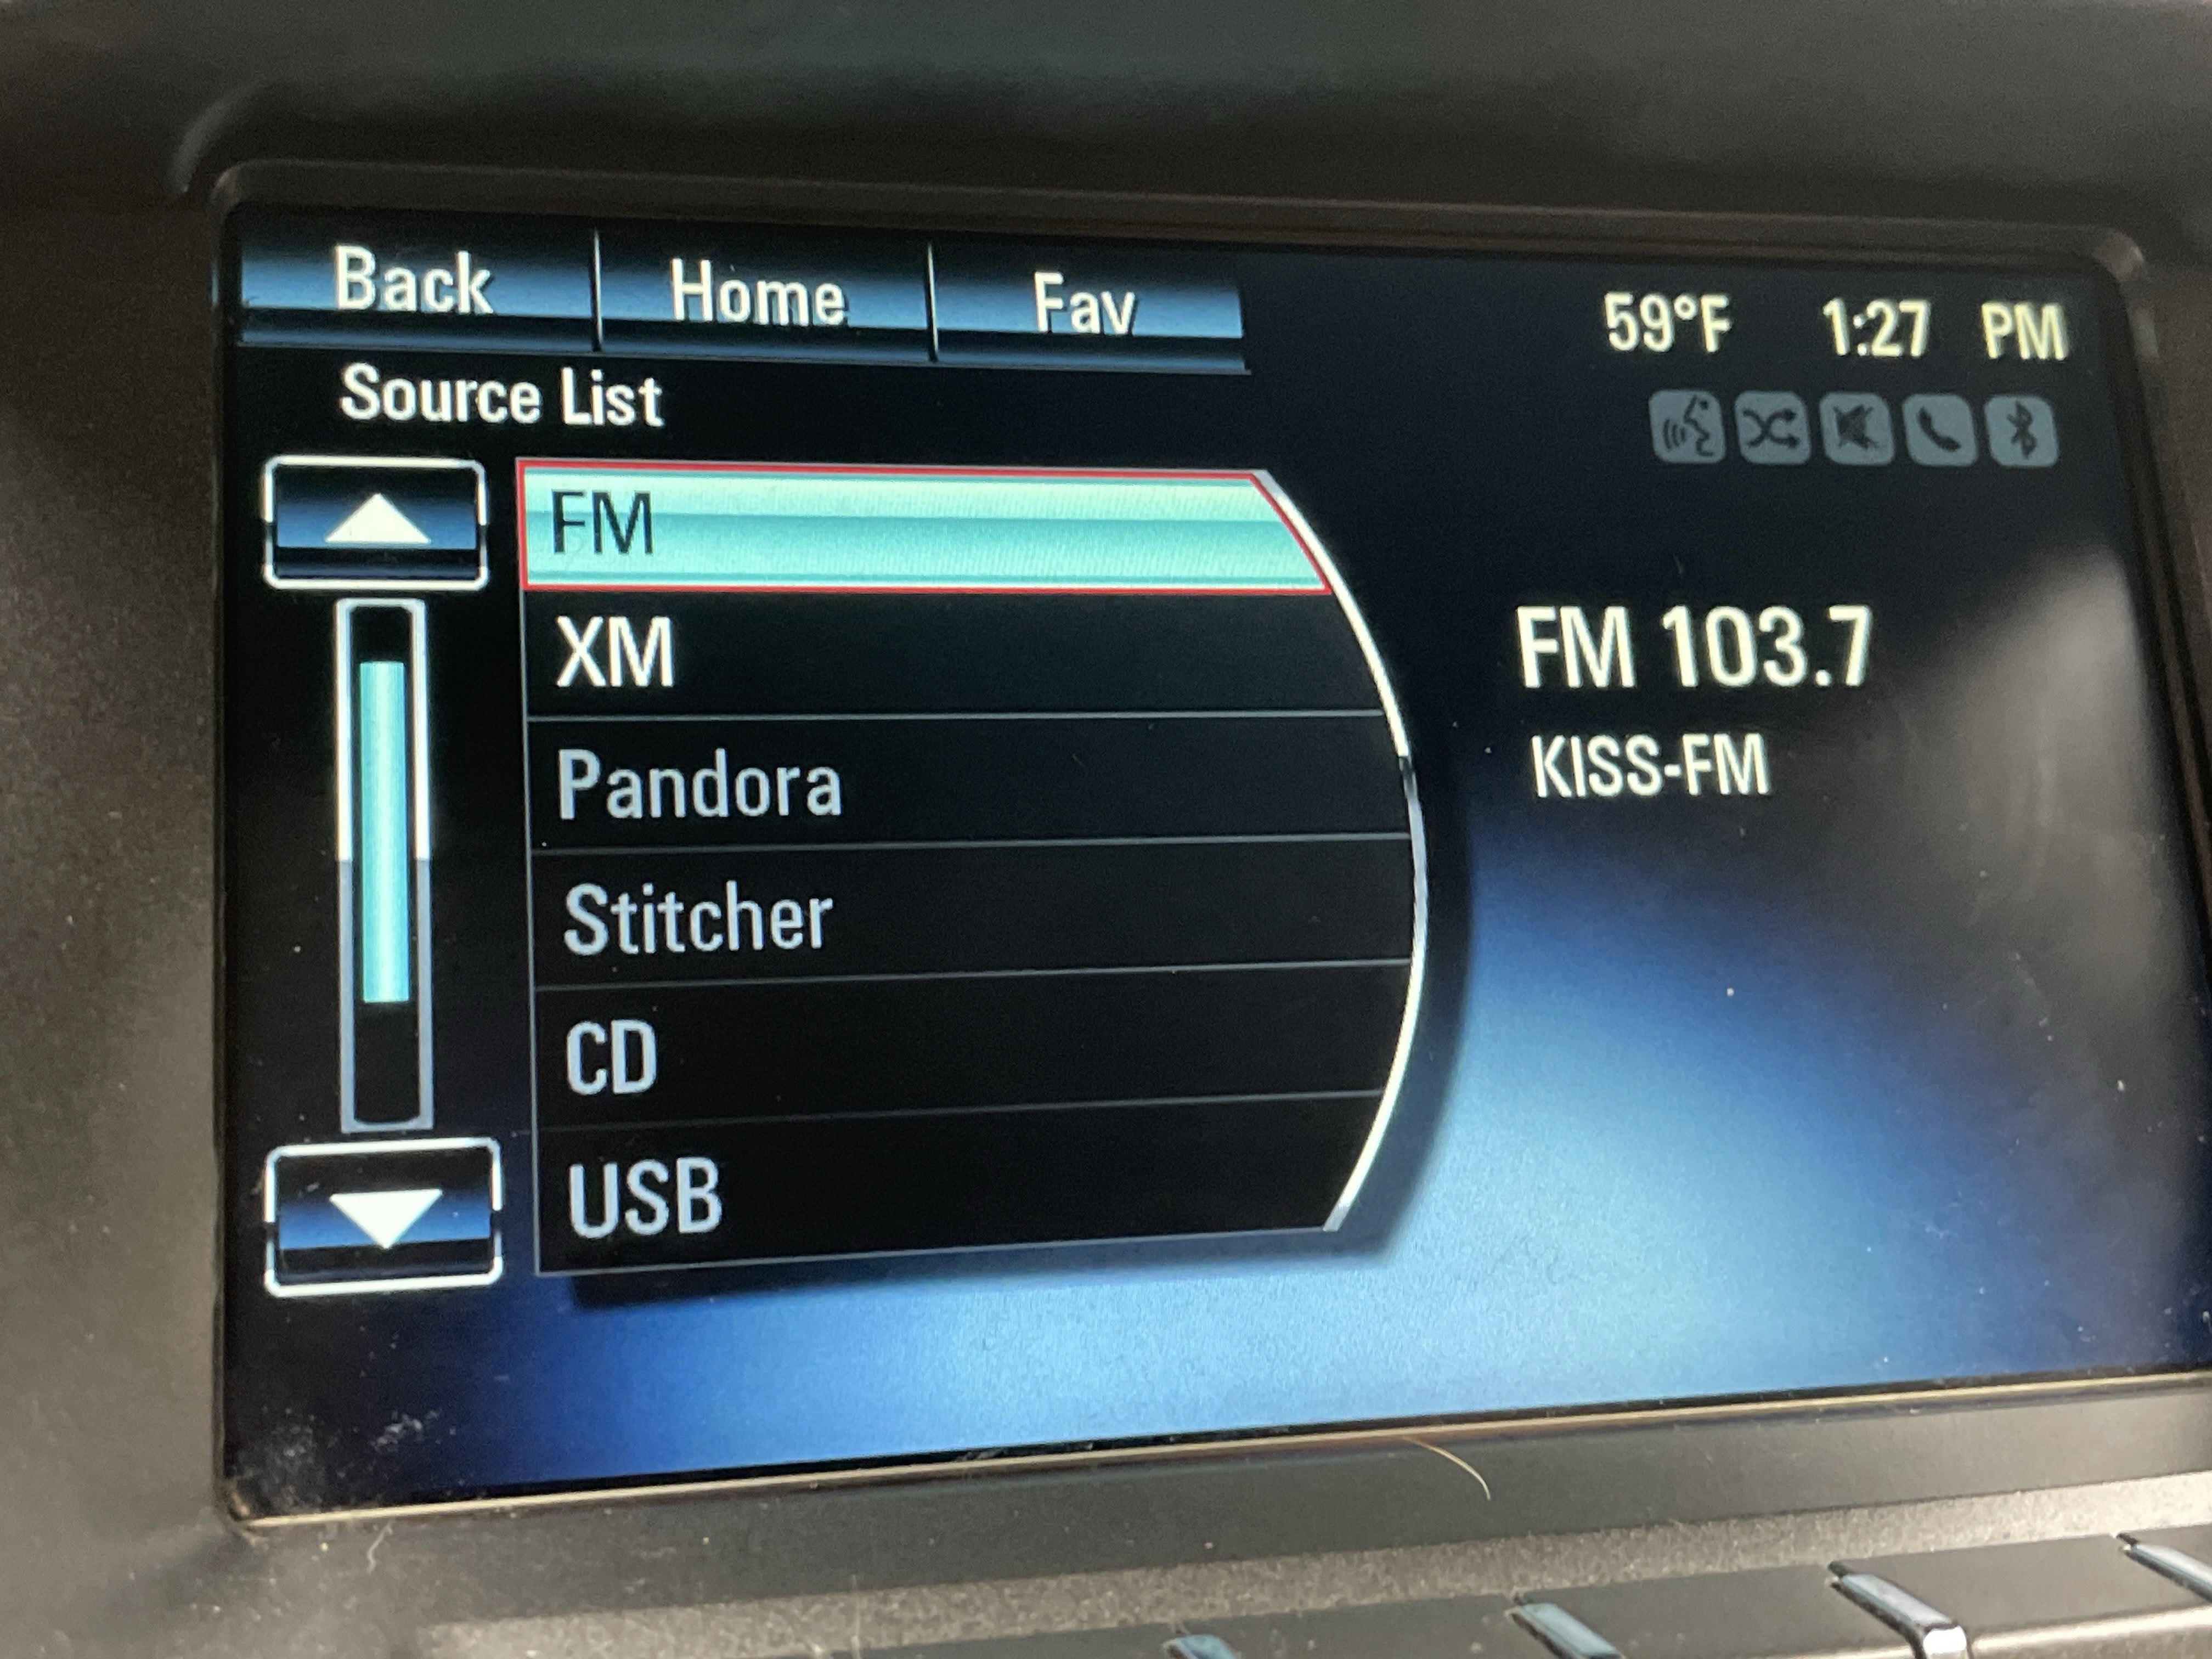 Back Home Fav
59°F 1:27 PM
Source List
FM
XM
Pandora
Stitcher
CD
USB
FM 103.7
KISS-FM